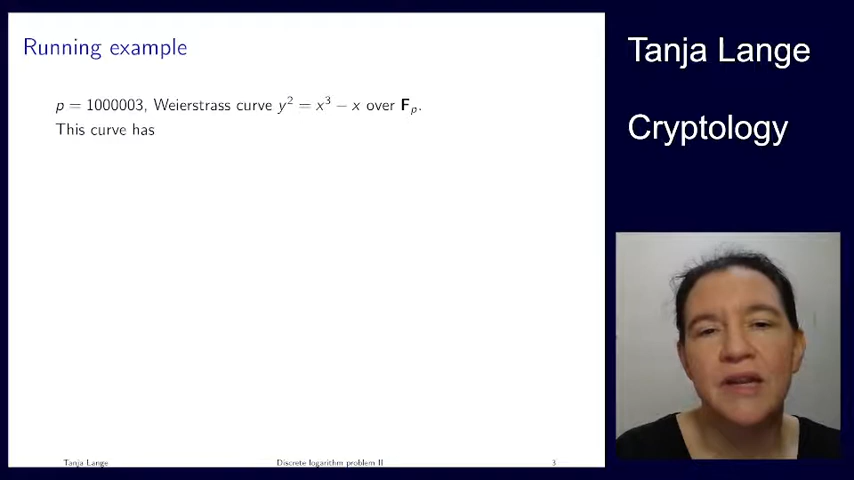 Running example
p = 1000003, Weierstrass curve y² = x³ − x over F_p.
This curve has
Tanja Lange
Discrete logarithm problem II
3
Tanja Lange
Cryptology